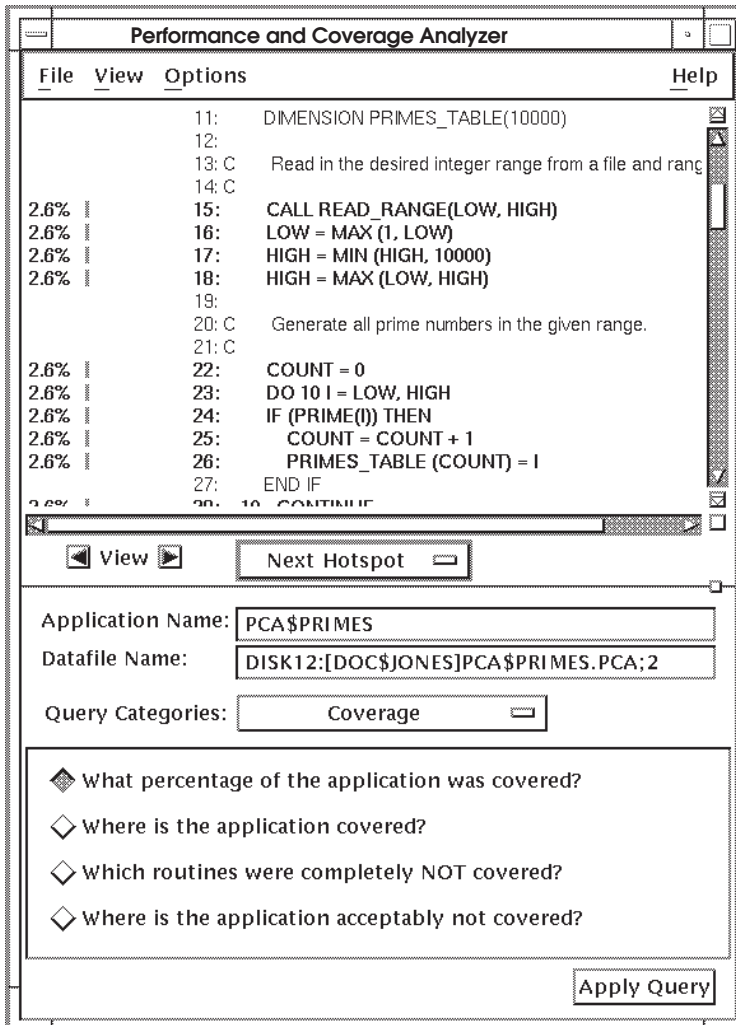 Performance and Coverage Analyzer
File View Options Help
11: DIMENSION PRIMES_TABLE(10000)
12:
13: C Read in the desired integer range from a file and rang
14: C
2.6% 15: CALL READ_RANGE(LOW, HIGH)
2.6% 16: LOW = MAX (1, LOW)
2.6% 17: HIGH = MIN (HIGH, 10000)
2.6% 18: HIGH = MAX (LOW, HIGH)
19:
20: C Generate all prime numbers in the given range.
21: C
2.6% 22: COUNT = 0
2.6% 23: DO 10 I = LOW, HIGH
2.6% 24: IF (PRIME(I)) THEN
2.6% 25: COUNT = COUNT + 1
2.6% 26: PRIMES_TABLE (COUNT) = I
27: END IF
2.6% 10 CONTINUE
View Next Hotspot
Application Name: PCA$PRIMES
Datafile Name: DISK12:[DOC$JONES]PCA$PRIMES.PCA;2
Query Categories: Coverage
What percentage of the application was covered?
Where is the application covered?
Which routines were completely NOT covered?
Where is the application acceptably not covered?
Apply Query